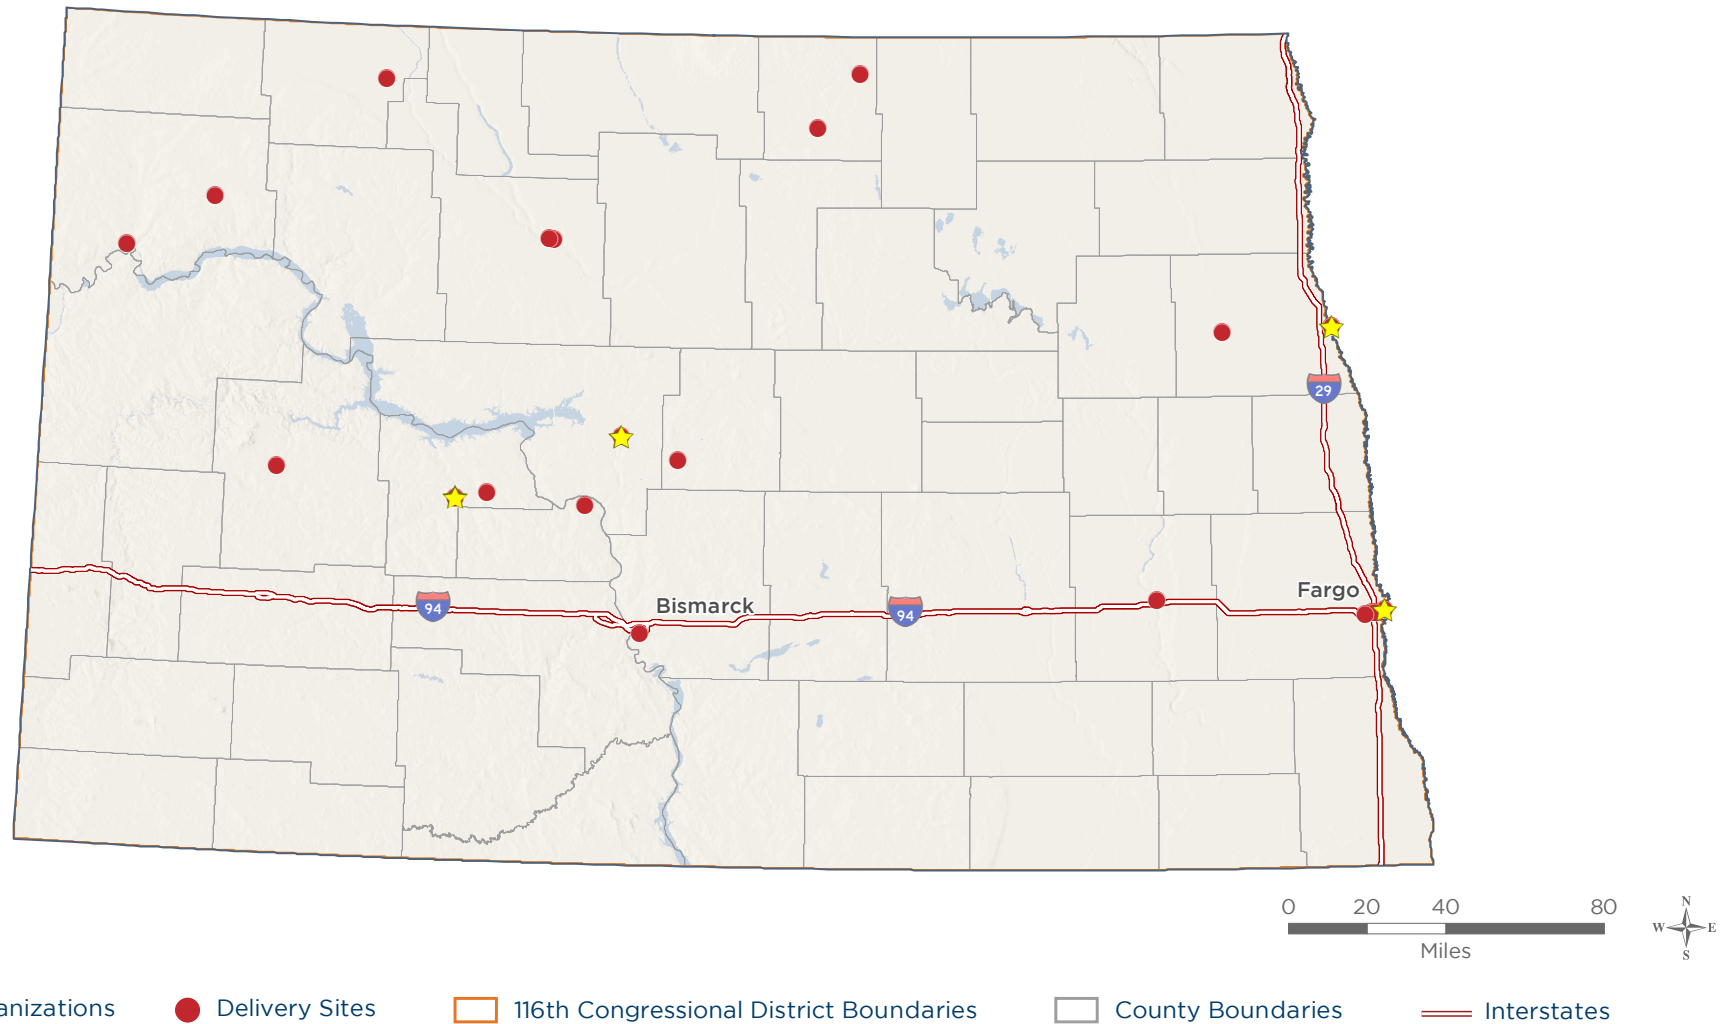 29
Fargo
Bismarck
94
94
0 20 40 80
Miles
N
W E
S
anizations Delivery Sites 116th Congressional District Boundaries County Boundaries Interstates